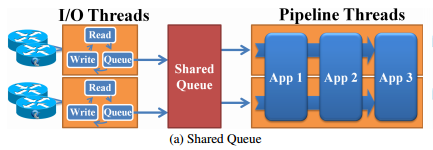 I/O Threads
Pipeline Threads
Read
Write
Queue
Read
Write
Queue
Shared
Queue
App 1
App 2
App 3
(a) Shared Queue